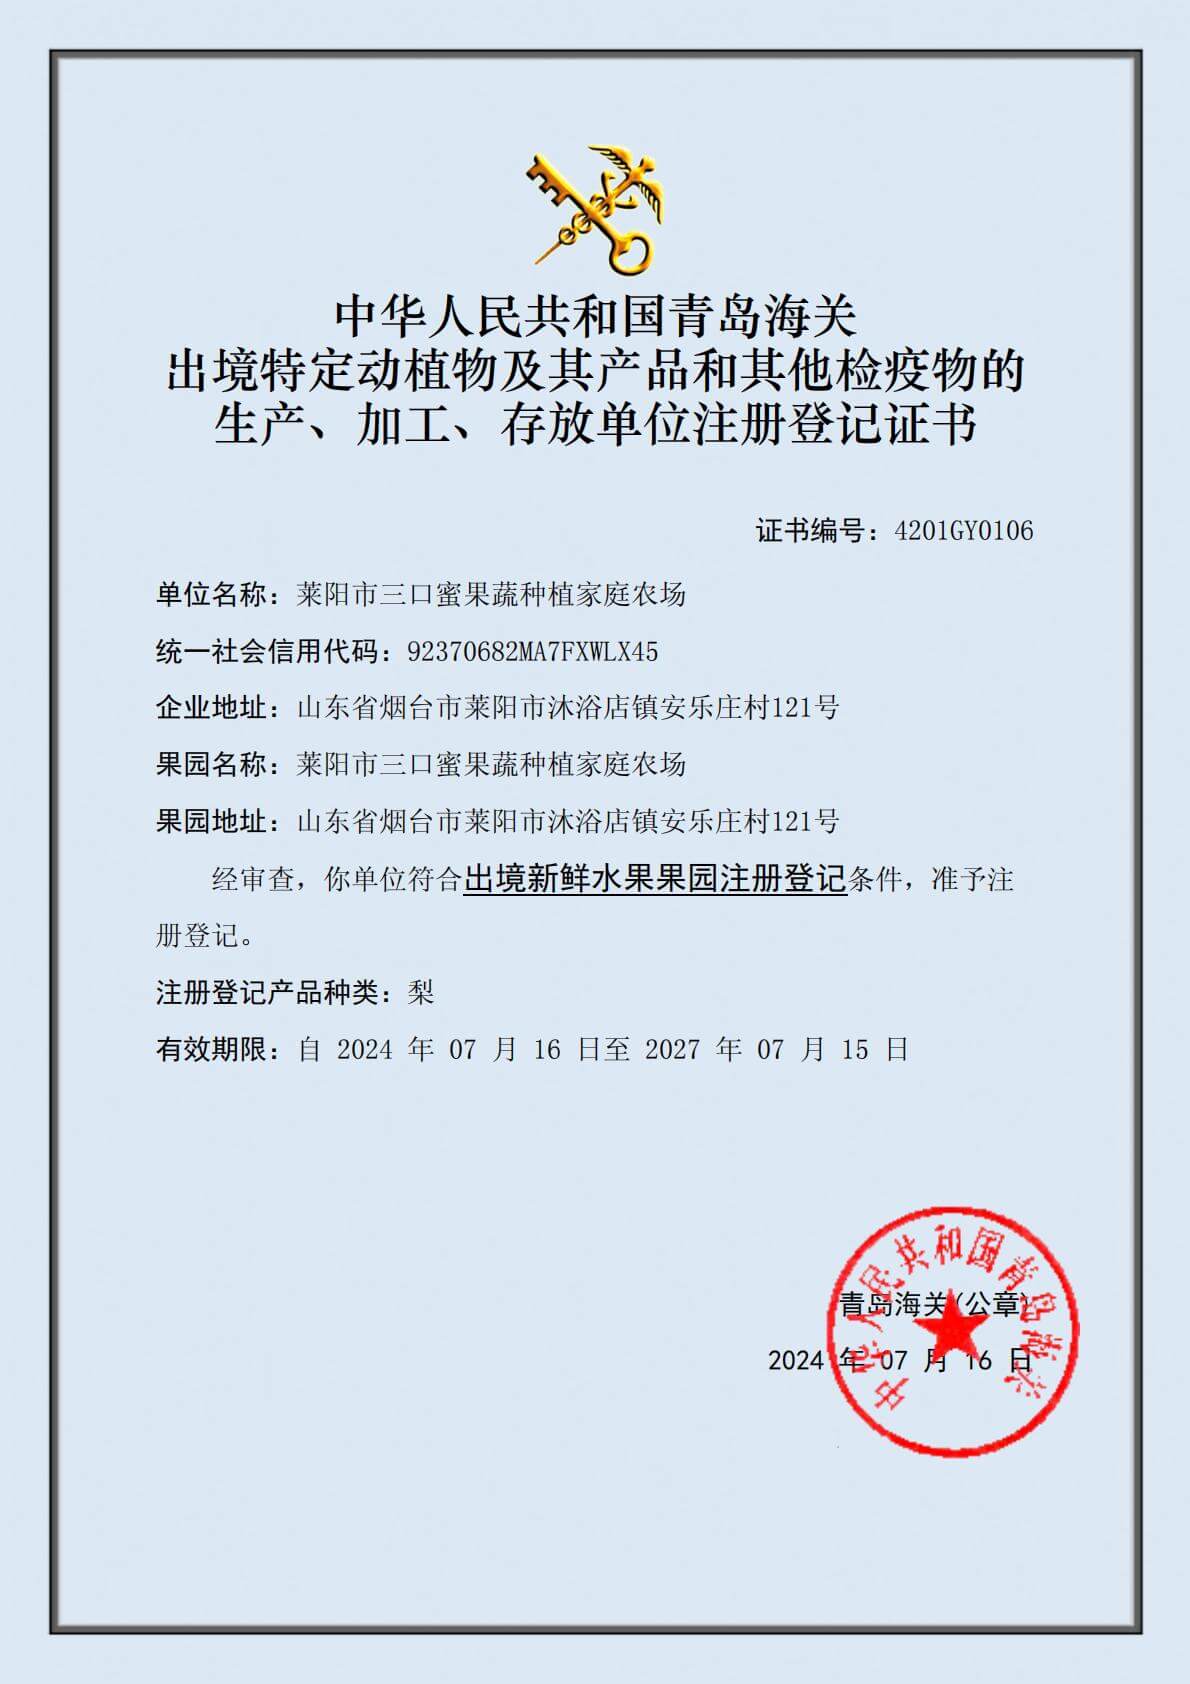 中华人民共和国青岛海关
出境特定动植物及其产品和其他检疫物的
生产、加工、存放单位注册登记证书
证书编号：4201GY0106
单位名称：莱阳市三口蜜果蔬种植家庭农场
统一社会信用代码：92370682MA7FXWLX45
企业地址：山东省烟台市莱阳市沐浴店镇安乐庄村121号
果园名称：莱阳市三口蜜果蔬种植家庭农场
果园地址：山东省烟台市莱阳市沐浴店镇安乐庄村121号
经审查，你单位符合出境新鲜水果果园注册登记条件，准予注
册登记。
注册登记产品种类：梨
有效期限：自 2024 年 07 月 16 日至 2027 年 07 月 15 日
中华人民共和国青岛海关
青岛海关(公章)
2024 年 07 月 16 日